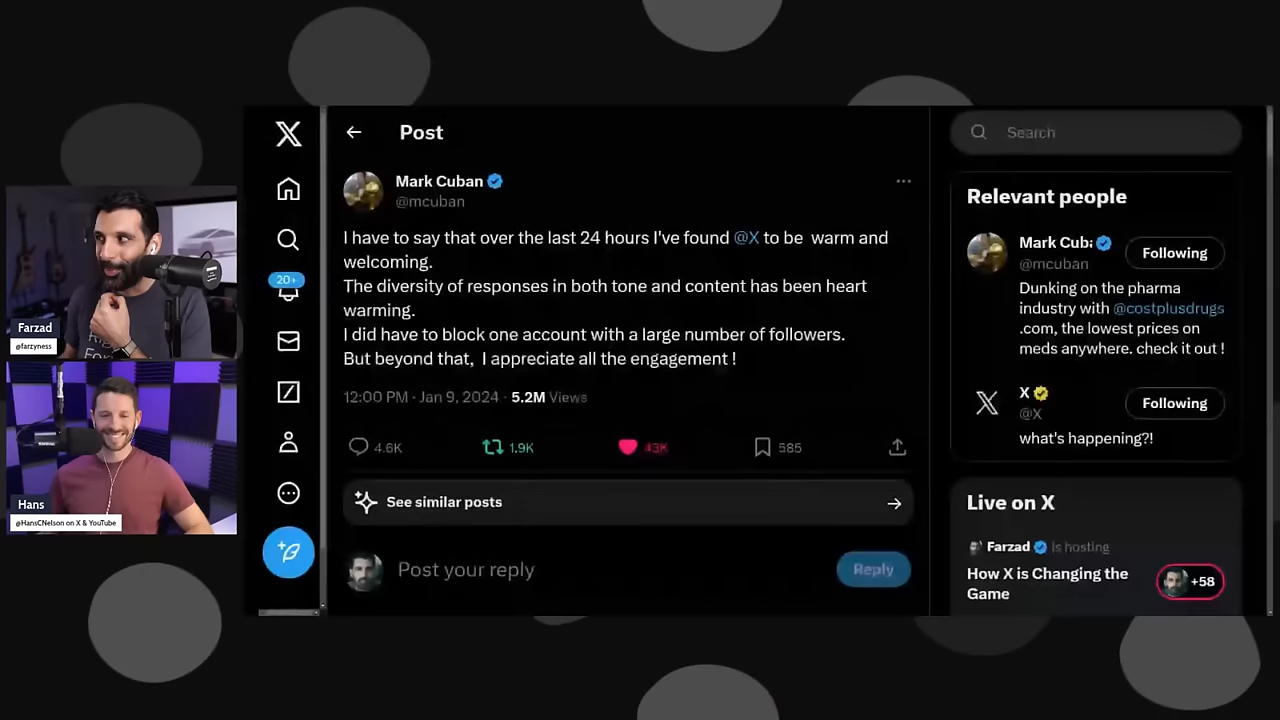 Post
Search
Mark Cuban
@mcuban
I have to say that over the last 24 hours I've found @X to be  warm and
welcoming.
The diversity of responses in both tone and content has been heart
warming.
I did have to block one account with a large number of followers.
But beyond that,  I appreciate all the engagement !
12:00 PM · Jan 9, 2024 · 5.2M Views
4.6K
1.9K
43K
585
See similar posts
Post your reply
Reply
20+
Relevant people
Mark Cuba
@mcuban
Following
Dunking on the pharma
industry with @costplusdrugs
.com, the lowest prices on
meds anywhere. check it out !
X
@X
Following
what's happening?!
Live on X
Farzad is hosting
How X is Changing the
Game
+58
Farzad
@farzyness
Hans
@HansCNelson on X & YouTube